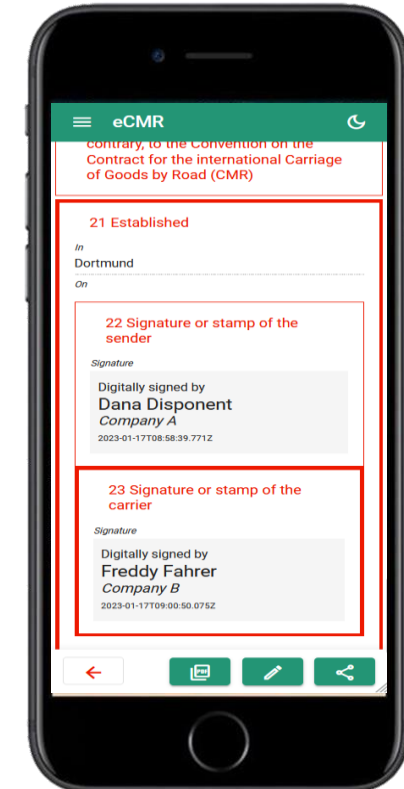 eCMR
contrary, to the Convention on the
Contract for the international Carriage
of Goods by Road (CMR)
21 Established
In
Dortmund
On
22 Signature or stamp of the
sender
Signature
Digitally signed by
Dana Disponent
Company A
2023-01-17T08:58:39.771Z
23 Signature or stamp of the
carrier
Signature
Digitally signed by
Freddy Fahrer
Company B
2023-01-17T09:00:50.075Z
PDF